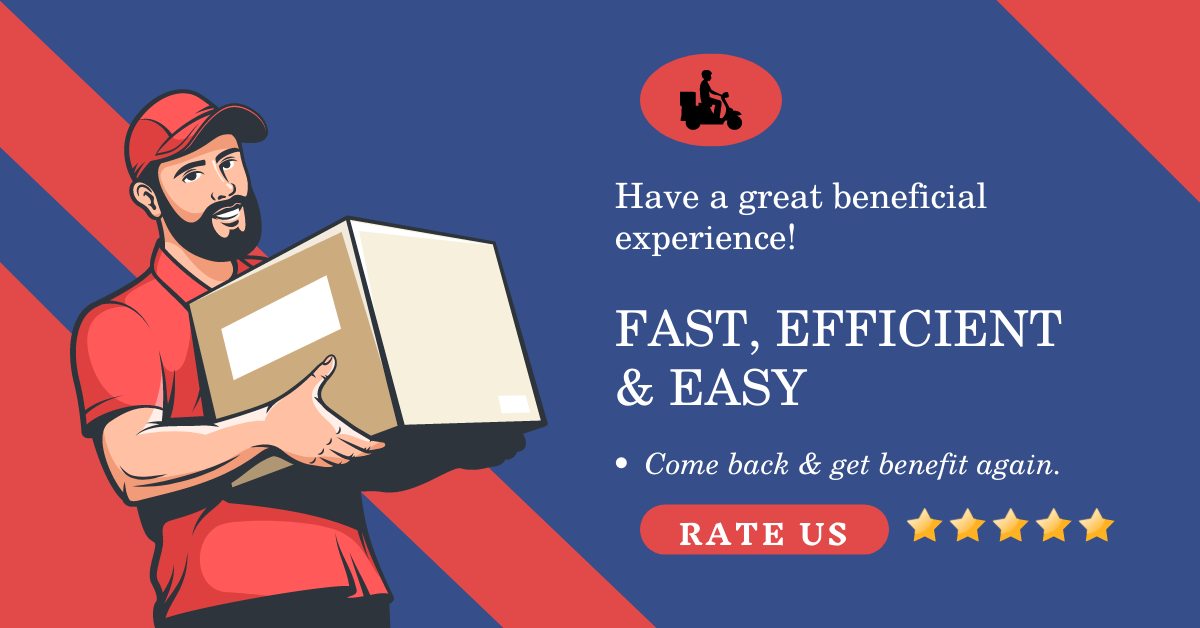 Have a great beneficial
experience!
FAST, EFFICIENT
& EASY
• Come back & get benefit again.
RATE US